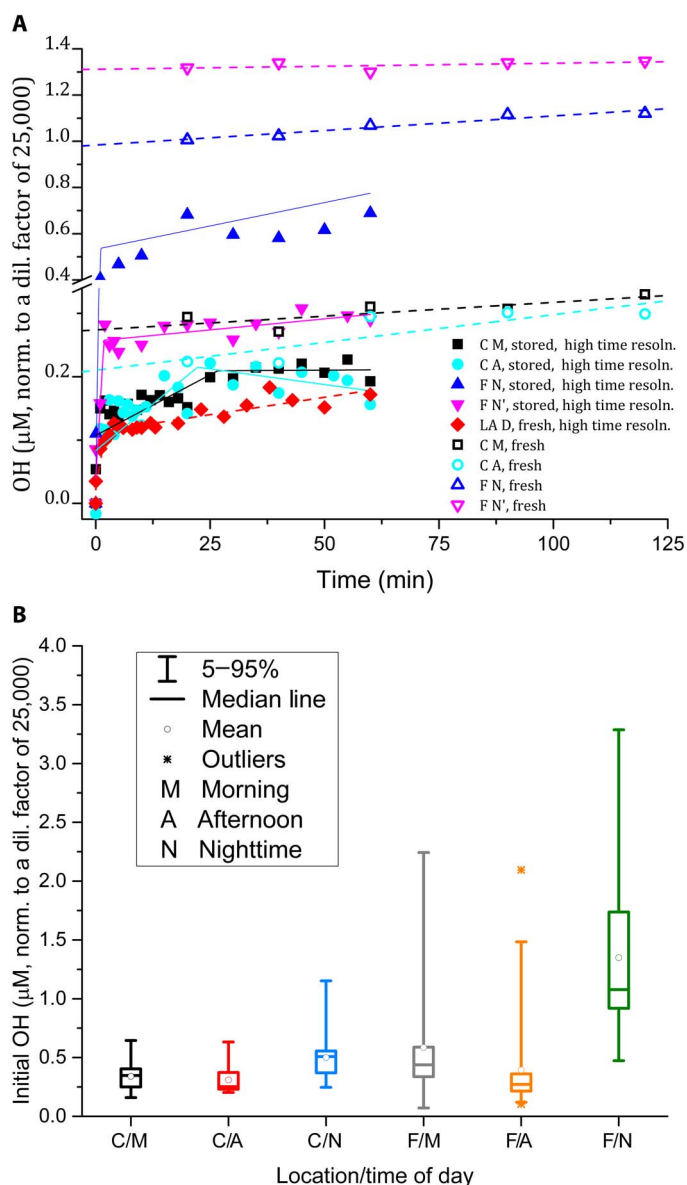 A
OH (μM, norm. to a dil. factor of 25,000)
1.4
1.2
1.0
0.8
0.6
0.4
0.2
0.0
C M, stored, high time resoln.
C A, stored, high time resoln.
F N, stored, high time resoln.
F N', stored, high time resoln.
LA D, fresh, high time resoln.
C M, fresh
C A, fresh
F N, fresh
F N', fresh
0 25 50 75 100 125
Time (min)
B
Initial OH (μM, norm. to a dil. factor of 25,000)
4.0
3.5
3.0
2.5
2.0
1.5
1.0
0.5
0.0
5–95%
Median line
Mean
Outliers
M Morning
A Afternoon
N Nighttime
C/M C/A C/N F/M F/A F/N
Location/time of day